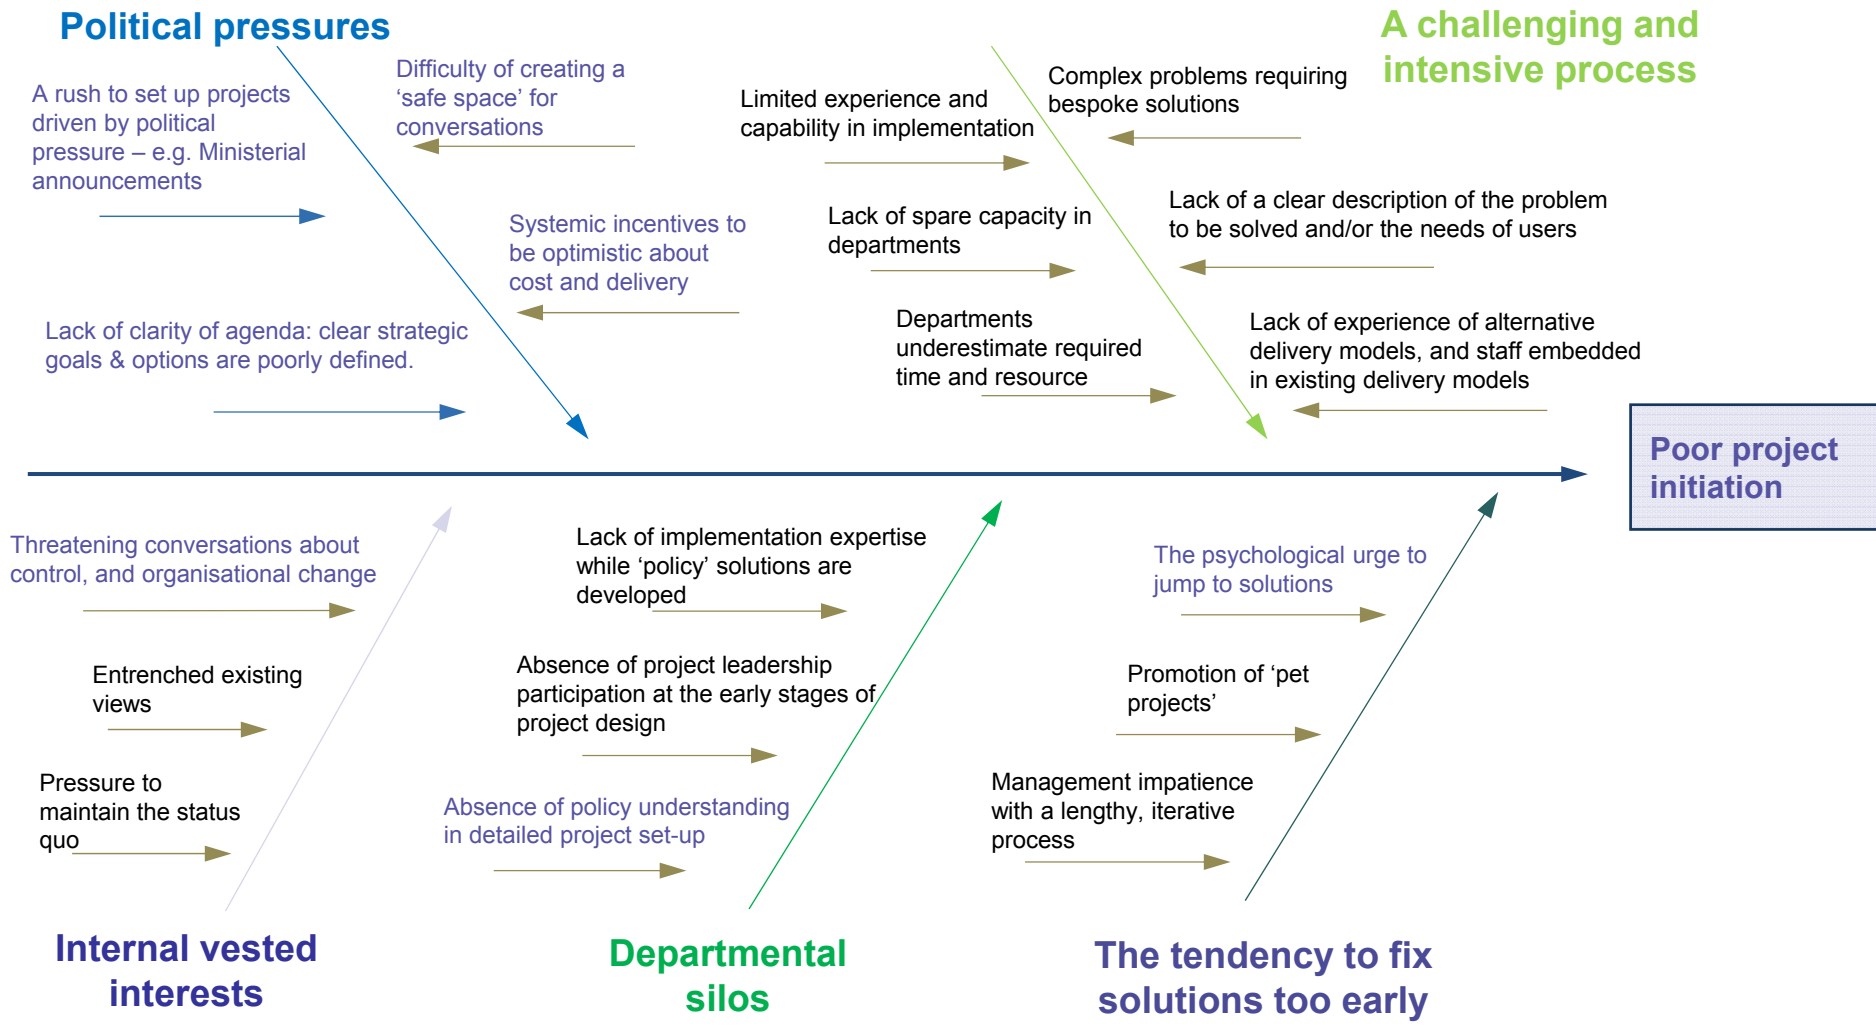 Political pressures
A rush to set up projects
driven by political
pressure – e.g. Ministerial
announcements
Difficulty of creating a
‘safe space’ for
conversations
Systemic incentives to
be optimistic about
cost and delivery
Lack of clarity of agenda: clear strategic
goals & options are poorly defined.
A challenging and
intensive process
Limited experience and
capability in implementation
Complex problems requiring
bespoke solutions
Lack of spare capacity in
departments
Lack of a clear description of the problem
to be solved and/or the needs of users
Departments
underestimate required
time and resource
Lack of experience of alternative
delivery models, and staff embedded
in existing delivery models
Poor project
initiation
Threatening conversations about
control, and organisational change
Entrenched existing
views
Pressure to
maintain the status
quo
Internal vested
interests
Lack of implementation expertise
while ‘policy’ solutions are
developed
Absence of project leadership
participation at the early stages of
project design
Absence of policy understanding
in detailed project set-up
Departmental
silos
The psychological urge to
jump to solutions
Promotion of ‘pet
projects’
Management impatience
with a lengthy, iterative
process
The tendency to fix
solutions too early